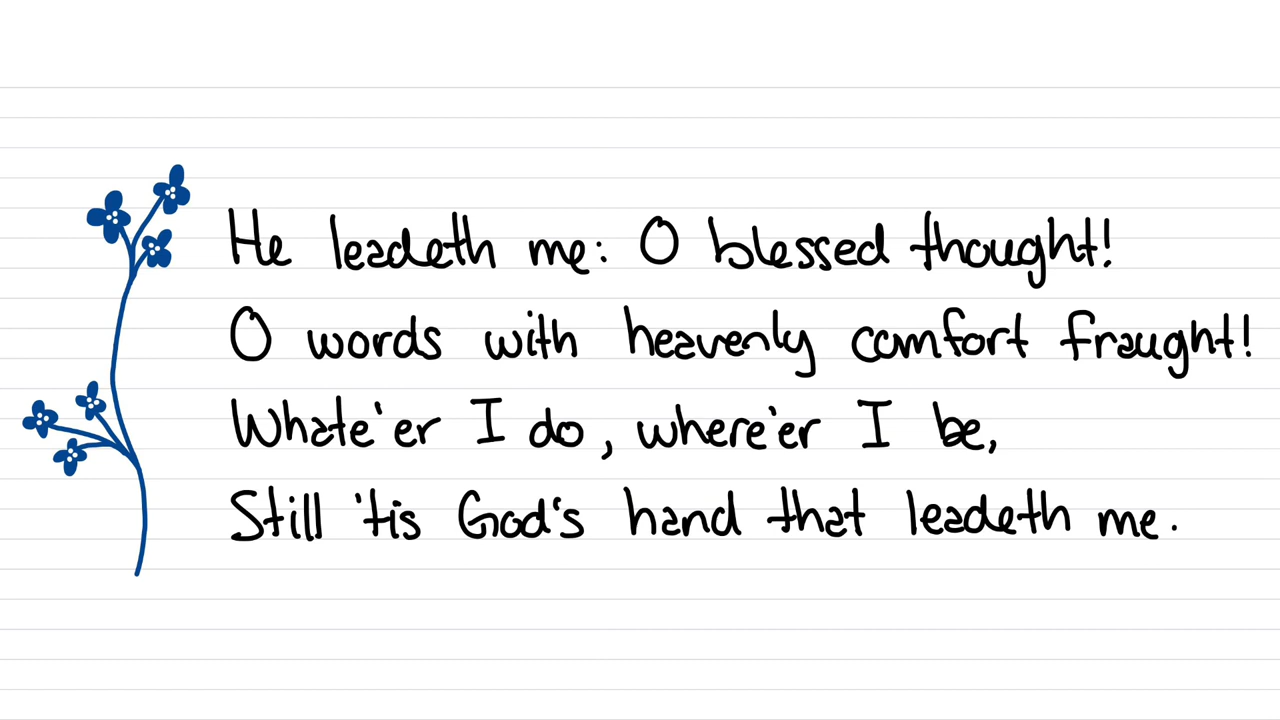 He leadeth me: O blessed thought!
O words with heavenly comfort fraught!
Whate'er I do, where'er I be,
Still 'tis God's hand that leadeth me.